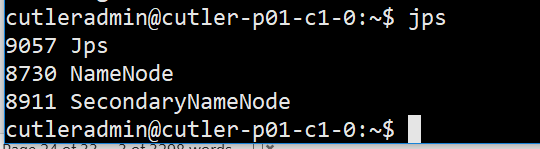 cutleradmin@cutler-p01-c1-0:~$ jps
9057 Jps
8730 NameNode
8911 SecondaryNameNode
cutleradmin@cutler-p01-c1-0:~$